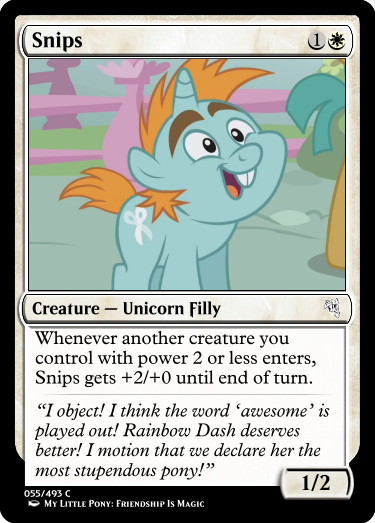 Snips 1
Creature — Unicorn Filly
Whenever another creature you
control with power 2 or less enters,
Snips gets +2/+0 until end of turn.
“I object! I think the word ‘awesome’ is
played out! Rainbow Dash deserves
better! I motion that we declare her the
most stupendous pony!”
1/2
055/493 C
My Little Pony: Friendship Is Magic